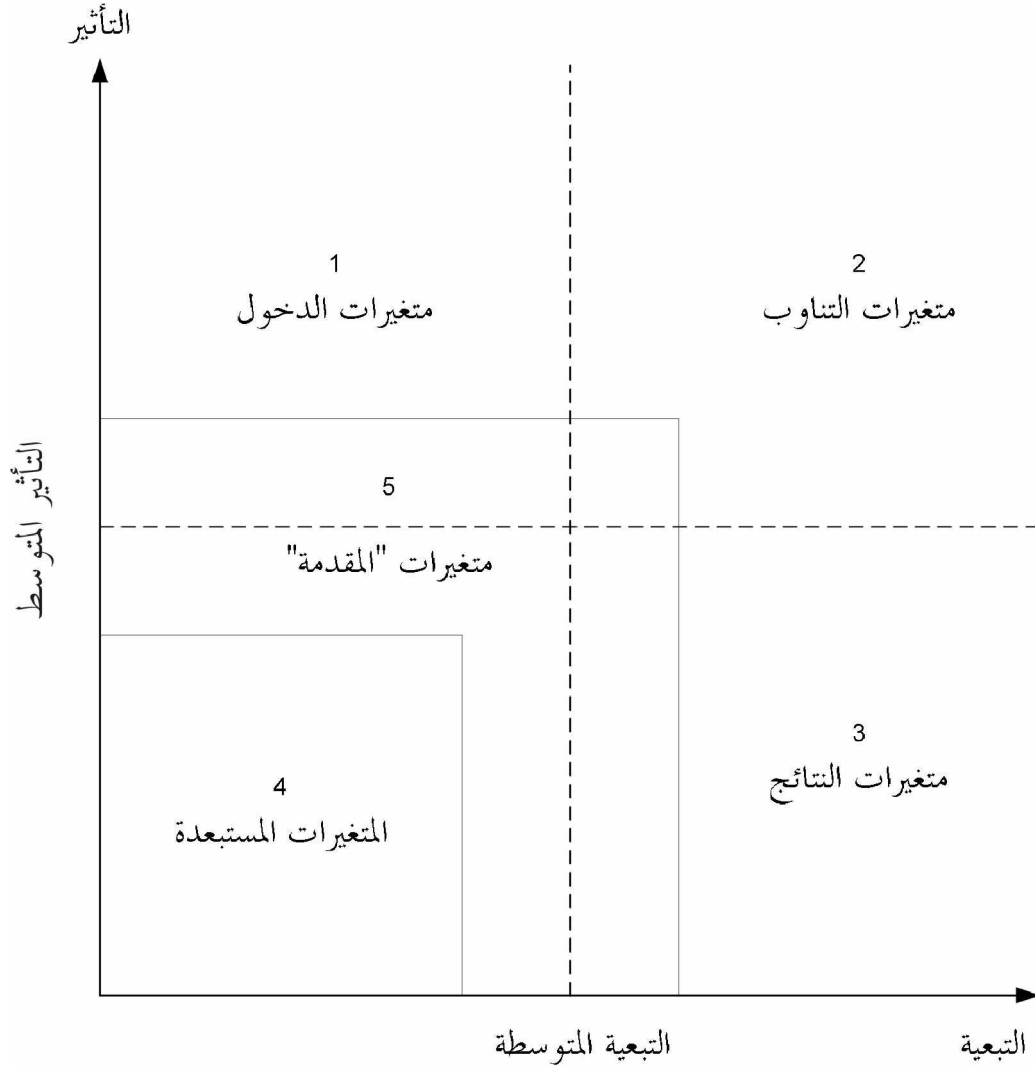 التأثير
1
متغيرات الدخول
2
متغيرات التناوب
التأثير المتوسط
5
متغيرات "المقدمة"
3
متغيرات النتائج
4
المتغيرات المستبعدة
التبعية المتوسطة
التبعية